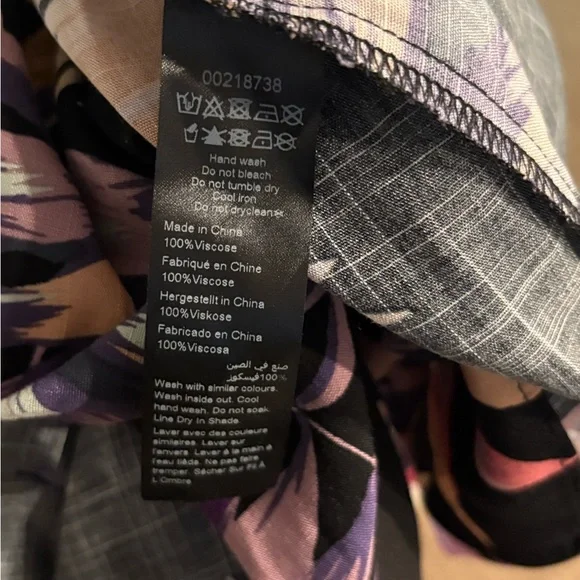 00218738
Hand wash
Do not bleach
Do not tumble dry
Cool iron
Do not dryclean
Made in China
100%Viscose
Fabriqué en Chine
100%Viscose
Hergestellt in China
100%Viskose
Fabricado en China
100%Viscosa
صنع في الصين
100%فيسكوز
Wash with similar colours.
Wash inside out. Cool
hand wash. Do not soak.
Line Dry In Shade
Laver avec des couleurs
similaires. Laver sur
l'envers. Laver à la main à
l'eau tiède. Ne pas faire
tremper. Sécher Sur Fil À
L'Ombre